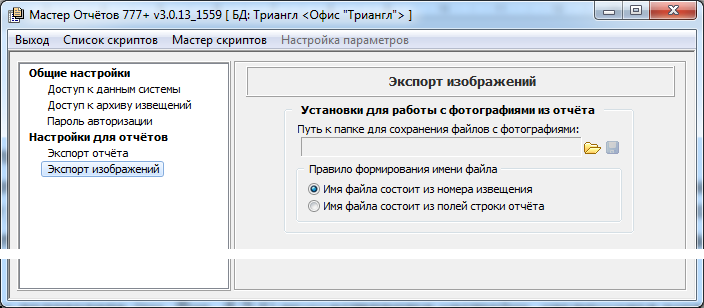 Мастер Отчётов 777+ v3.0.13_1559 [ БД: Триангл <Офис "Триангл"> ]
Выход Список скриптов Мастер скриптов Настройка параметров
Общие настройки
Доступ к данным системы
Доступ к архиву извещений
Пароль авторизации
Настройки для отчётов
Экспорт отчёта
Экспорт изображений
Экспорт изображений
Установки для работы с фотографиями из отчёта
Путь к папке для сохранения файлов с фотографиями:
Правило формирования имени файла
Имя файла состоит из номера извещения
Имя файла состоит из полей строки отчёта